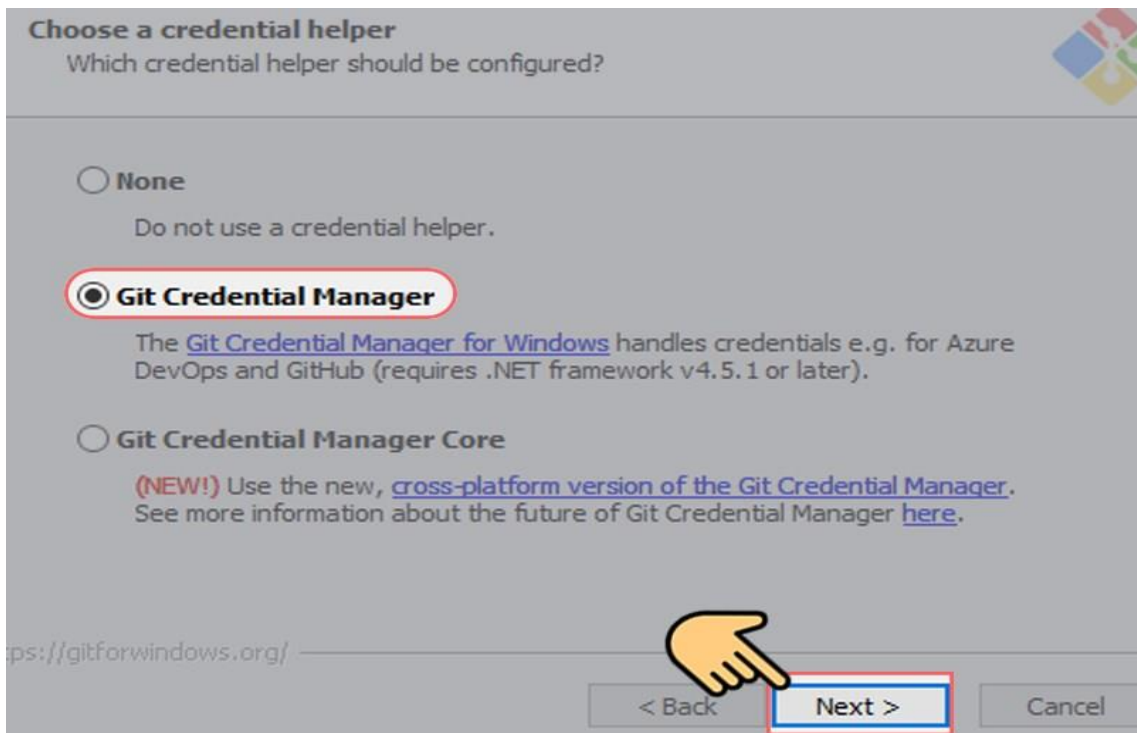 Choose a credential helper
Which credential helper should be configured?
None
Do not use a credential helper.
Git Credential Manager
The Git Credential Manager for Windows handles credentials e.g. for Azure
DevOps and GitHub (requires .NET framework v4.5.1 or later).
Git Credential Manager Core
(NEW!) Use the new, cross-platform version of the Git Credential Manager.
See more information about the future of Git Credential Manager here.
tps://gitforwindows.org/
< Back
Next >
Cancel